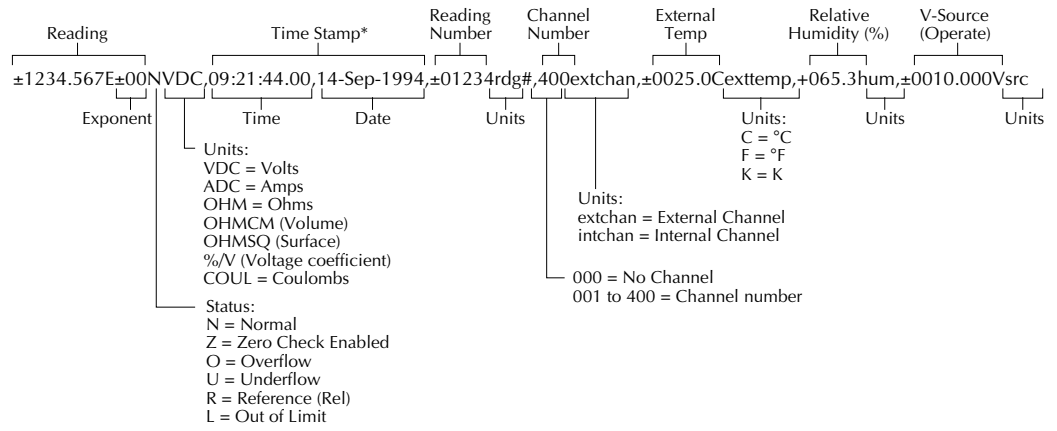 Reading
Time Stamp*
Reading Number
Channel Number
External Temp
Relative Humidity (%)
V-Source (Operate)
±1234.567E±00NVDC,09:21:44.00,14-Sep-1994,±01234rdg#,400extchan,±0025.0Cexttemp,+065.3hum,±0010.000Vsrc
Exponent
Time
Date
Units
Units:
C = °C
F = °F
K = K
Units
Units
Units:
VDC = Volts
ADC = Amps
OHM = Ohms
OHMCM (Volume)
OHMSQ (Surface)
%/V (Voltage coefficient)
COUL = Coulombs
Units:
extchan = External Channel
intchan = Internal Channel
000 = No Channel
001 to 400 = Channel number
Status:
N = Normal
Z = Zero Check Enabled
O = Overflow
U = Underflow
R = Reference (Rel)
L = Out of Limit